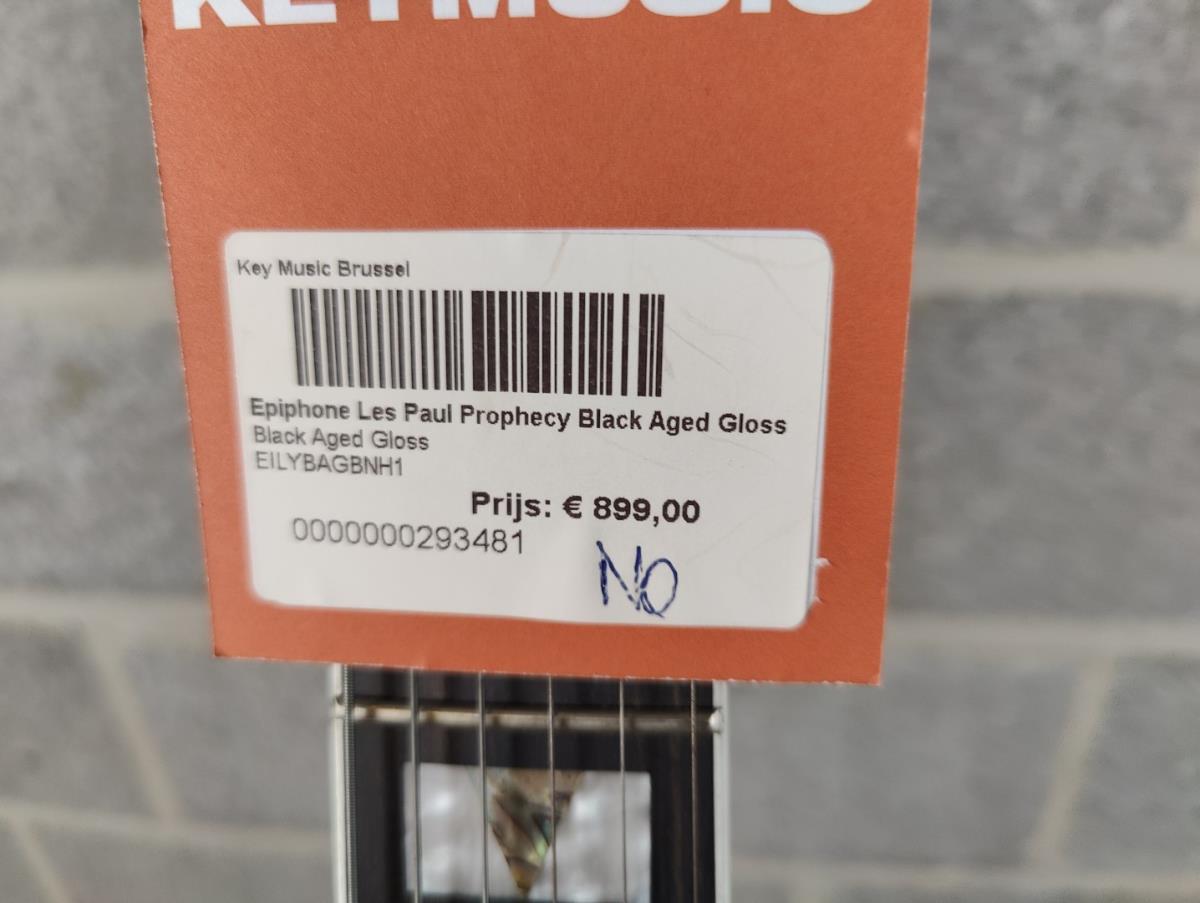 KEYMUSIC
Key Music Brussel
Epiphone Les Paul Prophecy Black Aged Gloss
Black Aged Gloss
EILYBAGBNH1
Prijs: € 899,00
0000000293481
NO